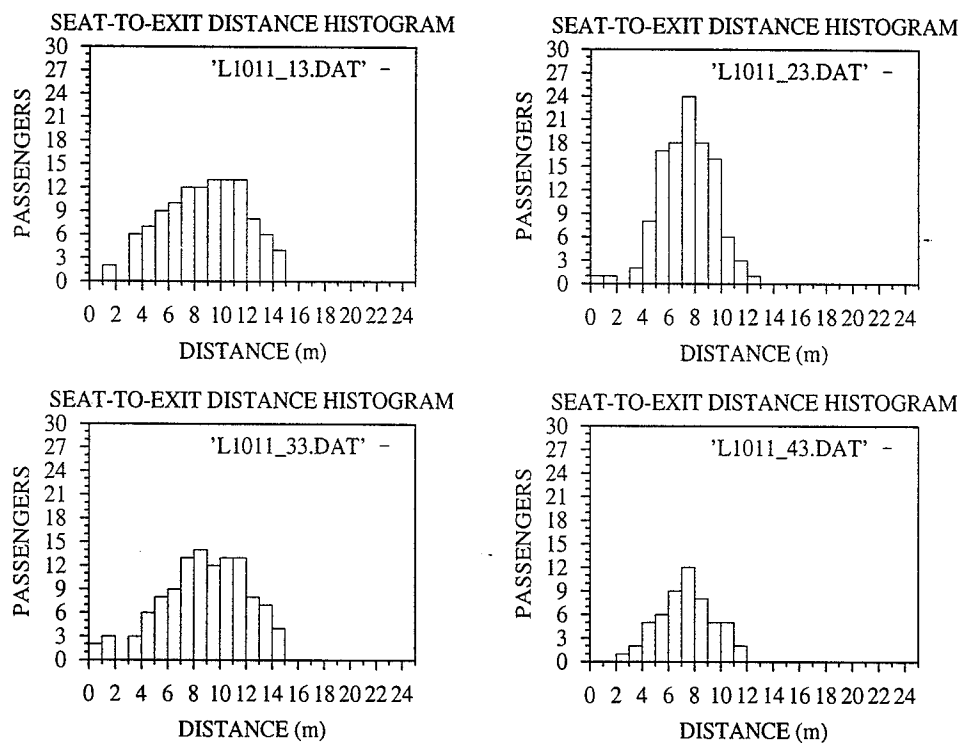 SEAT-TO-EXIT DISTANCE HISTOGRAM
'L1011_13.DAT'
PASSENGERS
30
27
24
21
18
15
12
9
6
3
0
0 2 4 6 8 10 12 14 16 18 20 22 24
DISTANCE (m)
SEAT-TO-EXIT DISTANCE HISTOGRAM
'L1011_23.DAT'
PASSENGERS
30
27
24
21
18
15
12
9
6
3
0
0 2 4 6 8 10 12 14 16 18 20 22 24
DISTANCE (m)
SEAT-TO-EXIT DISTANCE HISTOGRAM
'L1011_33.DAT'
PASSENGERS
30
27
24
21
18
15
12
9
6
3
0
0 2 4 6 8 10 12 14 16 18 20 22 24
DISTANCE (m)
SEAT-TO-EXIT DISTANCE HISTOGRAM
'L1011_43.DAT'
PASSENGERS
30
27
24
21
18
15
12
9
6
3
0
0 2 4 6 8 10 12 14 16 18 20 22 24
DISTANCE (m)